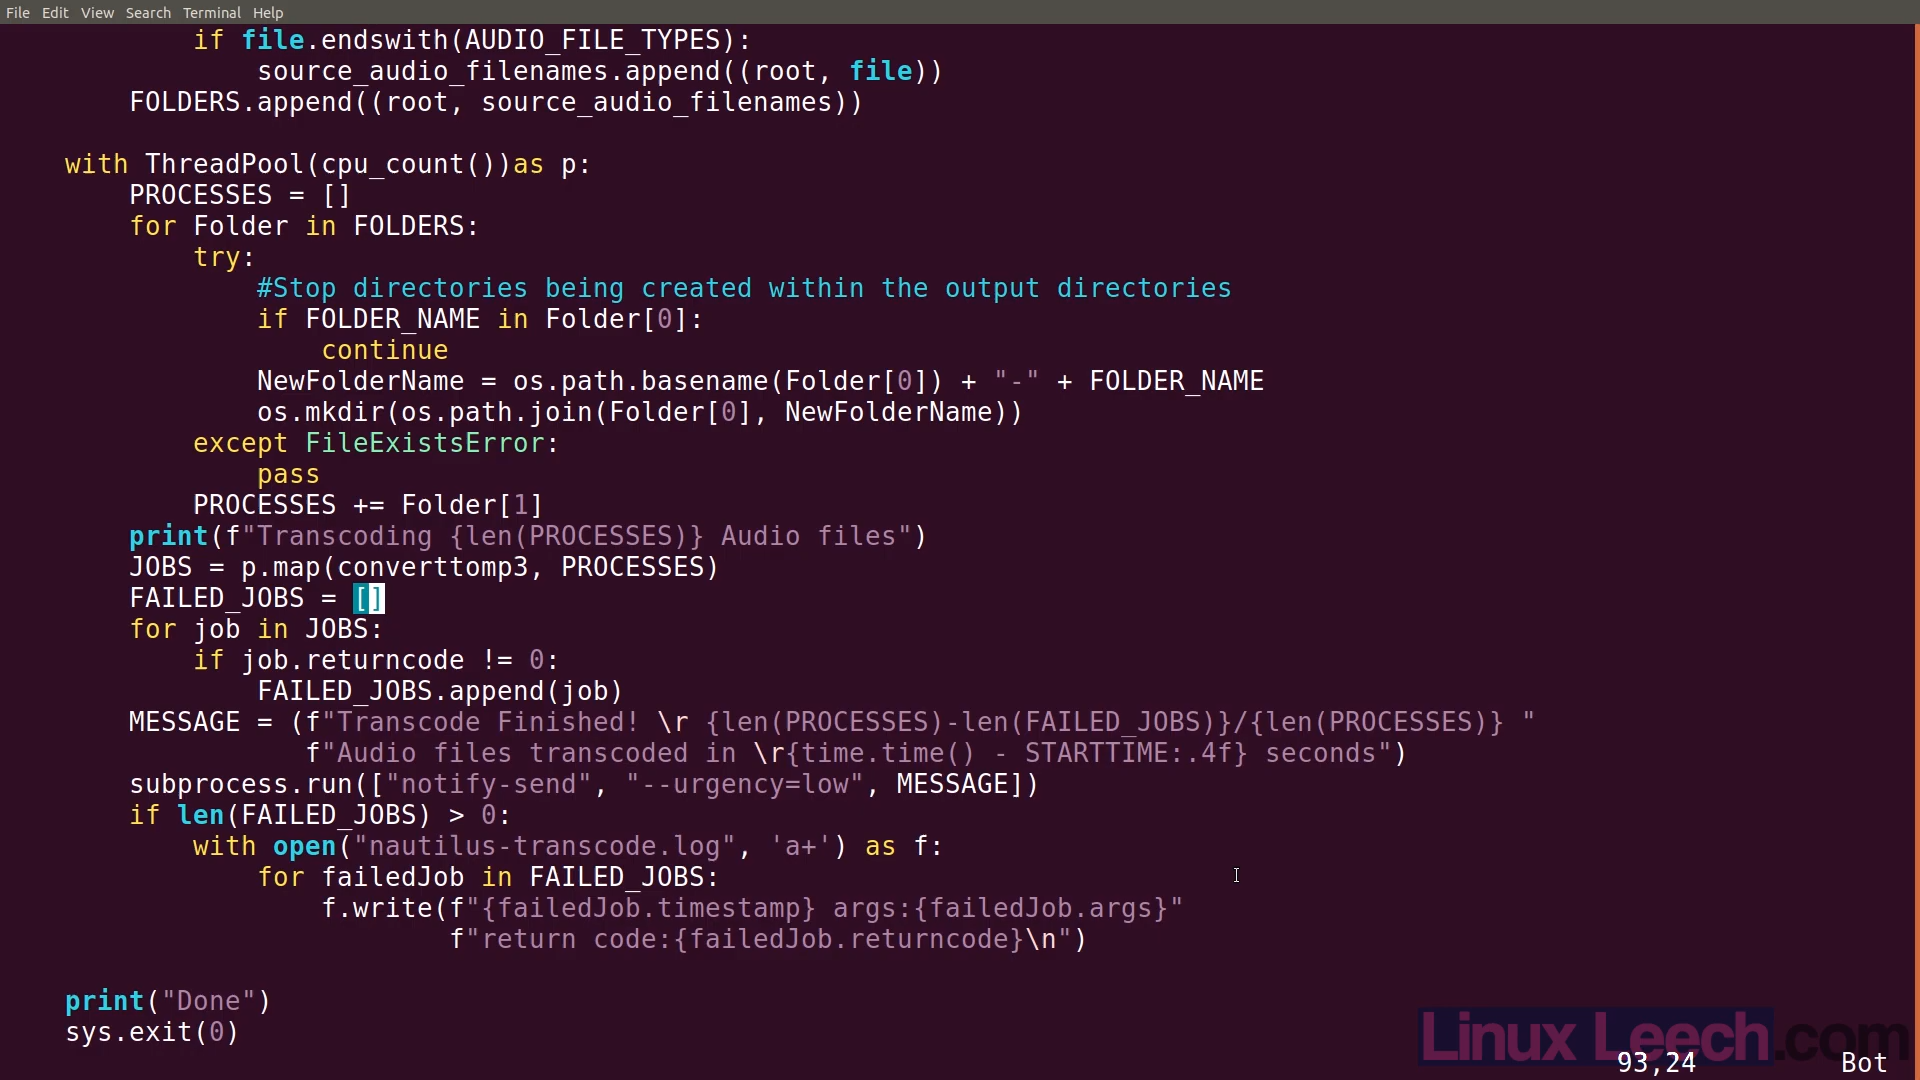 File Edit View Search Terminal Help
            if file.endswith(AUDIO_FILE_TYPES):
                source_audio_filenames.append((root, file))
        FOLDERS.append((root, source_audio_filenames))

    with ThreadPool(cpu_count())as p:
        PROCESSES = []
        for Folder in FOLDERS:
            try:
                #Stop directories being created within the output directories
                if FOLDER_NAME in Folder[0]:
                    continue
                NewFolderName = os.path.basename(Folder[0]) + "-" + FOLDER_NAME
                os.mkdir(os.path.join(Folder[0], NewFolderName))
            except FileExistsError:
                pass
            PROCESSES += Folder[1]
        print(f"Transcoding {len(PROCESSES)} Audio files")
        JOBS = p.map(converttomp3, PROCESSES)
        FAILED_JOBS = []
        for job in JOBS:
            if job.returncode != 0:
                FAILED_JOBS.append(job)
        MESSAGE = (f"Transcode Finished! \r {len(PROCESSES)-len(FAILED_JOBS)}/{len(PROCESSES)} "
                   f"Audio files transcoded in \r{time.time() - STARTTIME:.4f} seconds")
        subprocess.run(["notify-send", "--urgency=low", MESSAGE])
        if len(FAILED_JOBS) > 0:
            with open("nautilus-transcode.log", 'a+') as f:
                for failedJob in FAILED_JOBS:
                    f.write(f"{failedJob.timestamp} args:{failedJob.args}"
                            f"return code:{failedJob.returncode}\n")

    print("Done")
    sys.exit(0)
Linux Leech.com
93,24 Bot